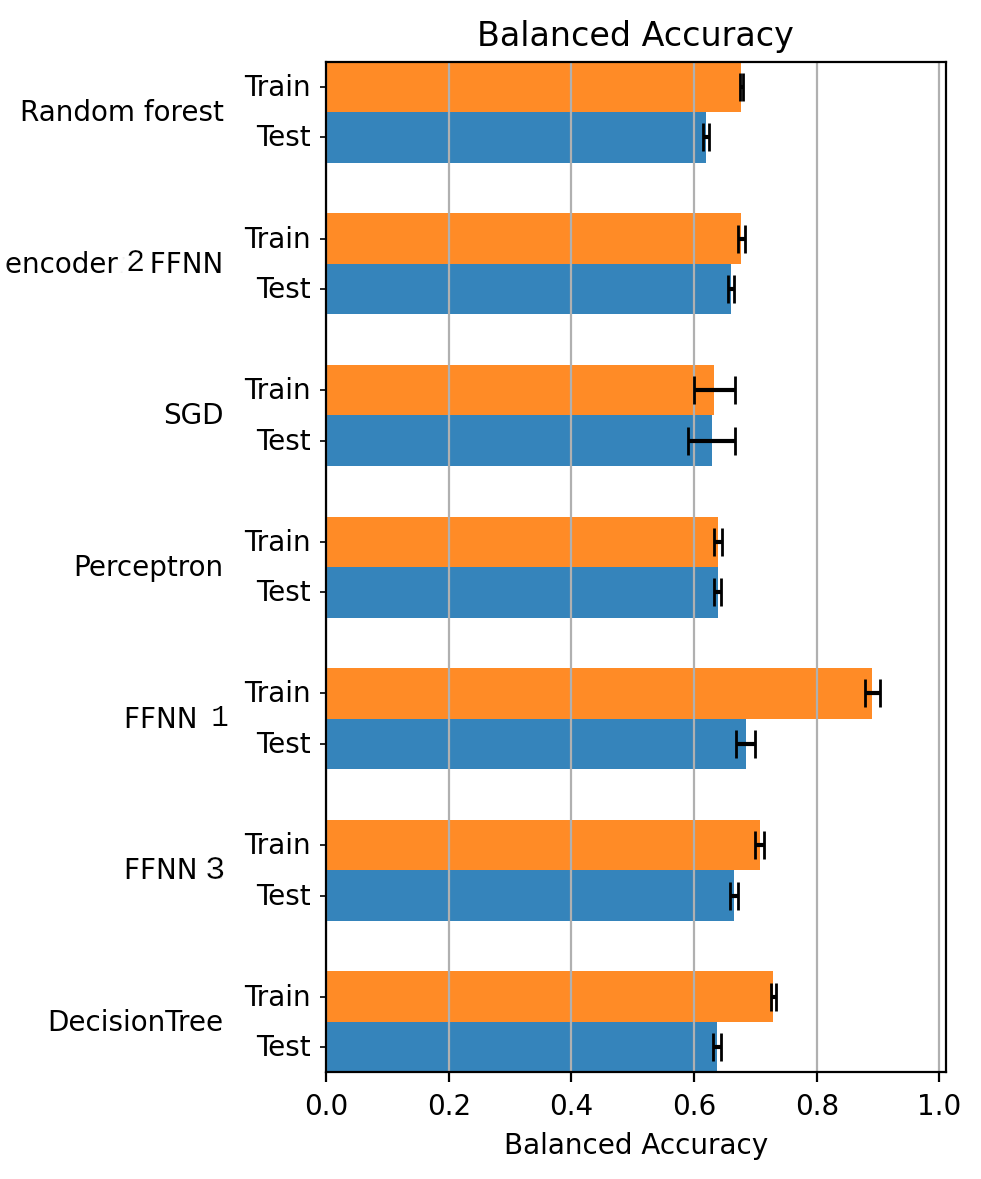 Balanced Accuracy
Train
Random forest
Test
Train
encoder 2 FFNN
Test
Train
SGD
Test
Train
Perceptron
Test
Train
FFNN 1
Test
Train
FFNN 3
Test
Train
DecisionTree
Test
0.0 0.2 0.4 0.6 0.8 1.0
Balanced Accuracy